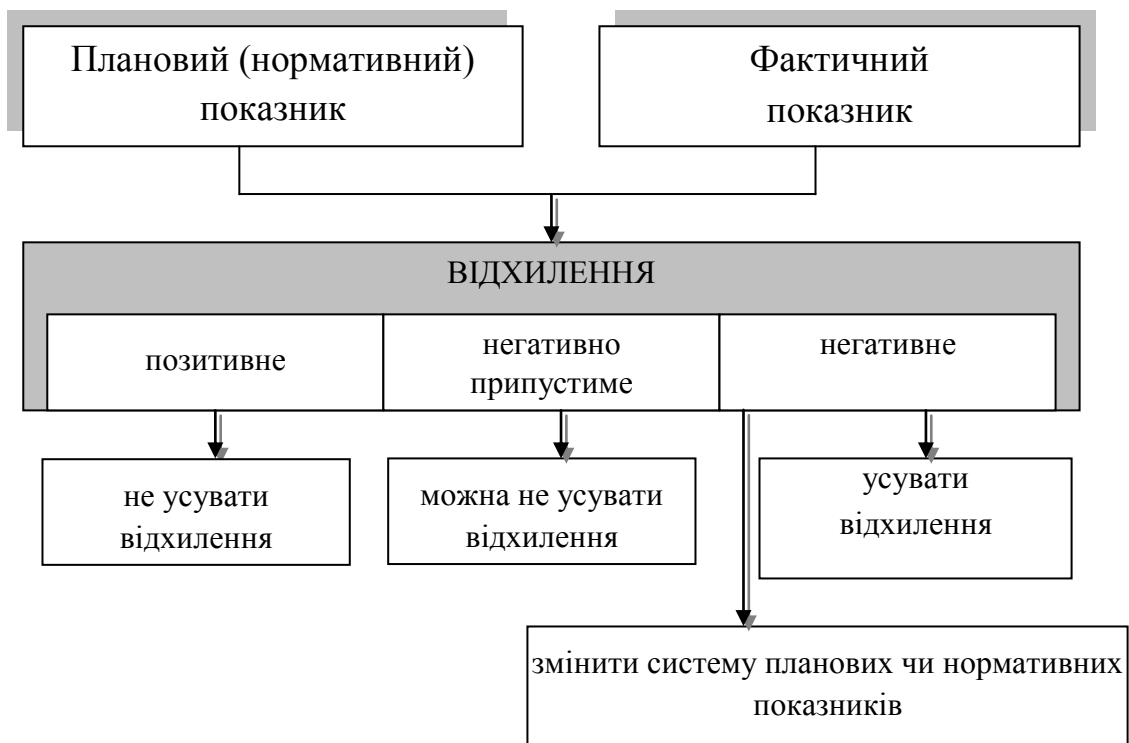 Плановий (нормативний)
показник
Фактичний
показник
ВІДХИЛЕННЯ
позитивне
негативно
припустиме
негативне
не усувати
відхилення
можна не усувати
відхилення
усувати
відхилення
змінити систему планових чи нормативних
показників